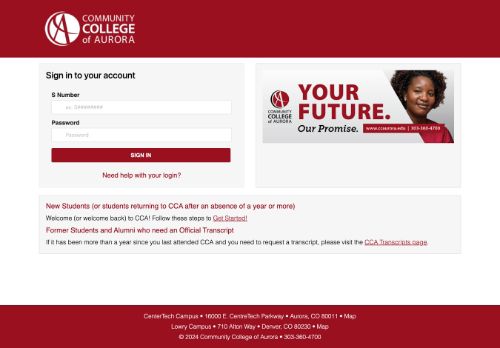 COMMUNITY
COLLEGE
of AURORA
Sign in to your account
S Number
ex. S########
Password
Password
SIGN IN
Need help with your login?
COMMUNITY
COLLEGE
of AURORA
YOUR
FUTURE.
Our Promise.
www.ccaurora.edu | 303-360-4700
New Students (or students returning to CCA after an absence of a year or more)
Welcome (or welcome back) to CCA! Follow these steps to Get Started!
Former Students and Alumni who need an Official Transcript
If it has been more than a year since you last attended CCA and you need to request a transcript, please visit the CCA Transcripts page.
CenterTech Campus • 16000 E. CentreTech Parkway • Aurora, CO 80011 • Map
Lowry Campus • 710 Alton Way • Denver, CO 80230 • Map
© 2024 Community College of Aurora • 303-360-4700